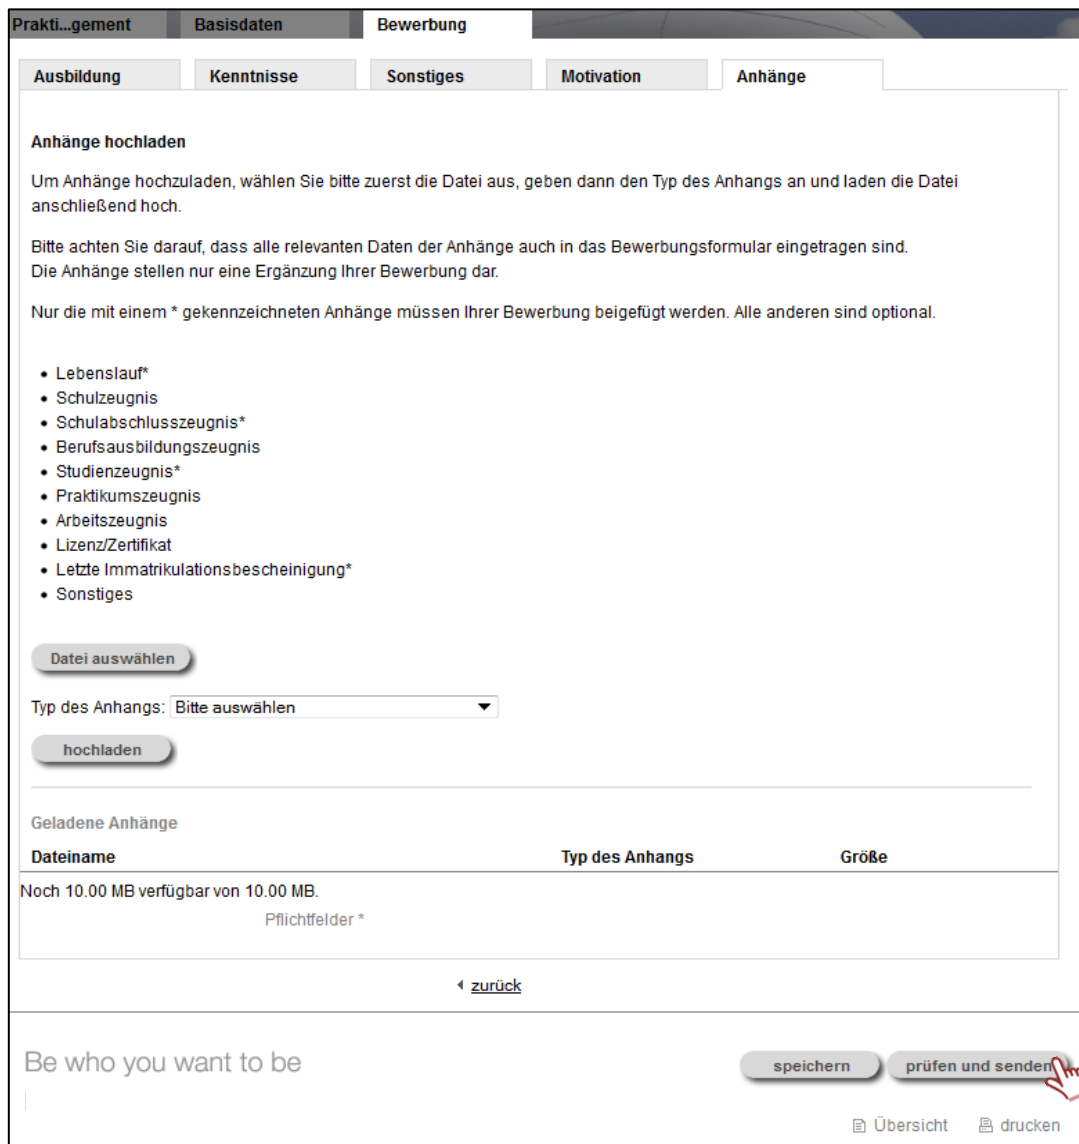 Prakti...gement Basisdaten Bewerbung
Ausbildung Kenntnisse Sonstiges Motivation Anhänge
Anhänge hochladen
Um Anhänge hochzuladen, wählen Sie bitte zuerst die Datei aus, geben dann den Typ des Anhangs an und laden die Datei
anschließend hoch.
Bitte achten Sie darauf, dass alle relevanten Daten der Anhänge auch in das Bewerbungsformular eingetragen sind.
Die Anhänge stellen nur eine Ergänzung Ihrer Bewerbung dar.
Nur die mit einem * gekennzeichneten Anhänge müssen Ihrer Bewerbung beigefügt werden. Alle anderen sind optional.
• Lebenslauf*
• Schulzeugnis
• Schulabschlusszeugnis*
• Berufsausbildungszeugnis
• Studienzeugnis*
• Praktikumszeugnis
• Arbeitszeugnis
• Lizenz/Zertifikat
• Letzte Immatrikulationsbescheinigung*
• Sonstiges
Datei auswählen
Typ des Anhangs: Bitte auswählen
hochladen
Geladene Anhänge
Dateiname Typ des Anhangs Größe
Noch 10.00 MB verfügbar von 10.00 MB.
Pflichtfelder *
zurück
Be who you want to be
speichern prüfen und senden
Übersicht drucken